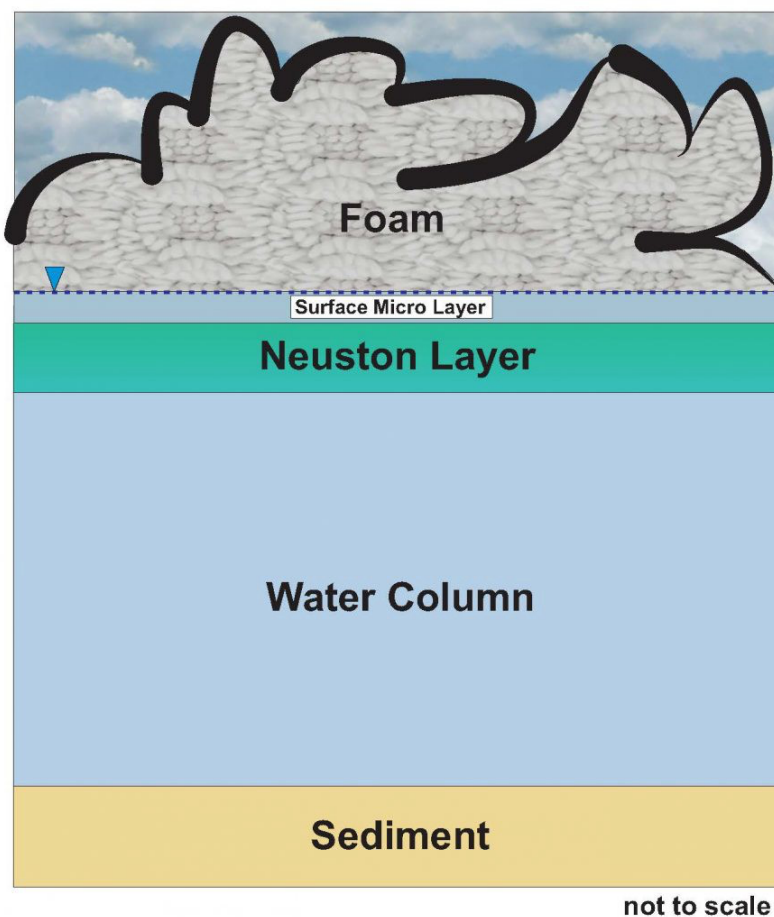 Foam
Surface Micro Layer
Neuston Layer
Water Column
Sediment
not to scale